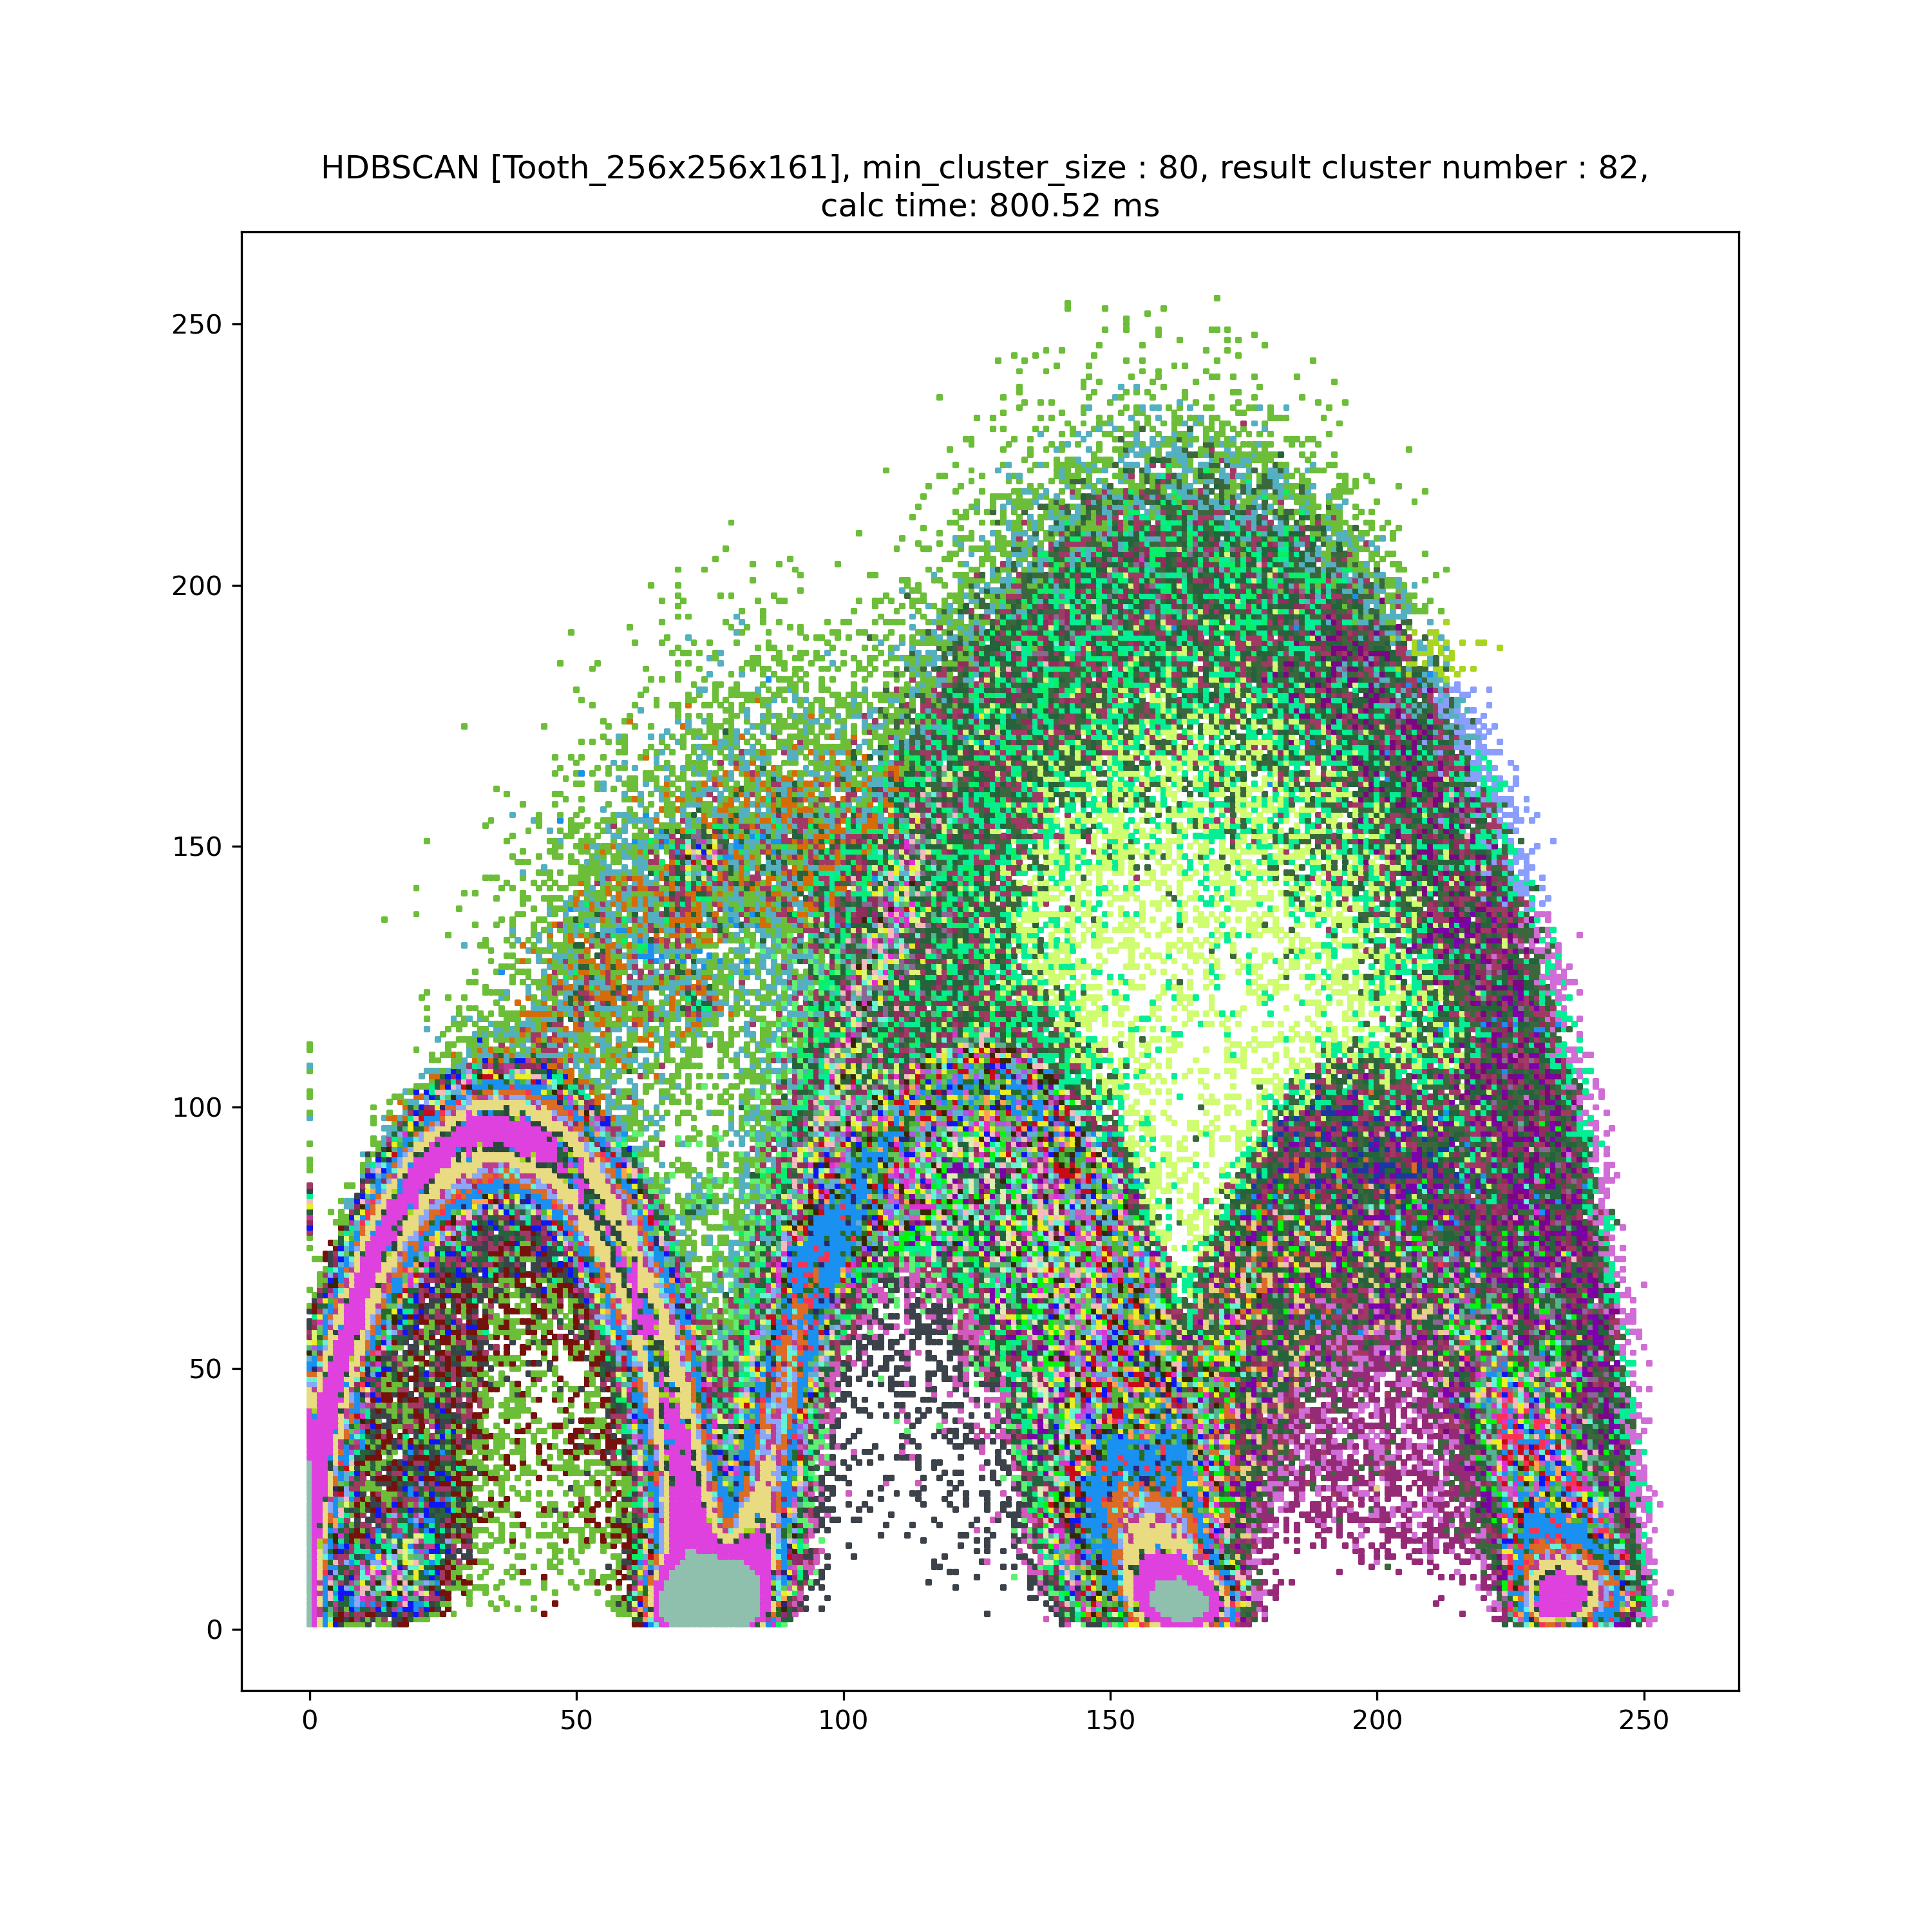 HDBSCAN [Tooth_256x256x161], min_cluster_size : 80, result cluster number : 82,
calc time: 800.52 ms
250
200
150
100
50
0
0 50 100 150 200 250